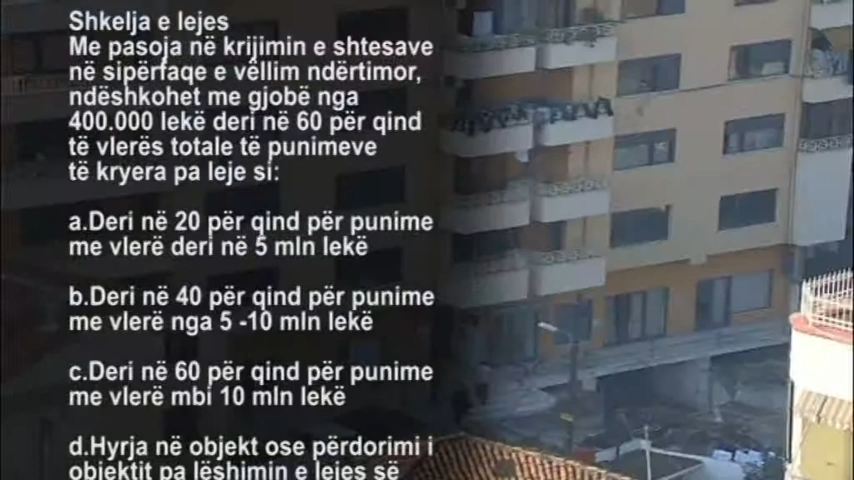 Shkelja e lejes
Me pasoja në krijimin e shtesave
në sipërfaqe e vëllim ndërtimor,
ndëshkohet me gjobë nga
400.000 lekë deri në 60 për qind
të vlerës totale të punimeve
të kryera pa leje si:
a.Deri në 20 për qind për punime
me vlerë deri në 5 mln lekë
b.Deri në 40 për qind për punime
me vlerë nga 5 -10 mln lekë
c.Deri në 60 për qind për punime
me vlerë mbi 10 mln lekë
d.Hyrja në objekt ose përdorimi i
objektit pa lëshimin e lejes së